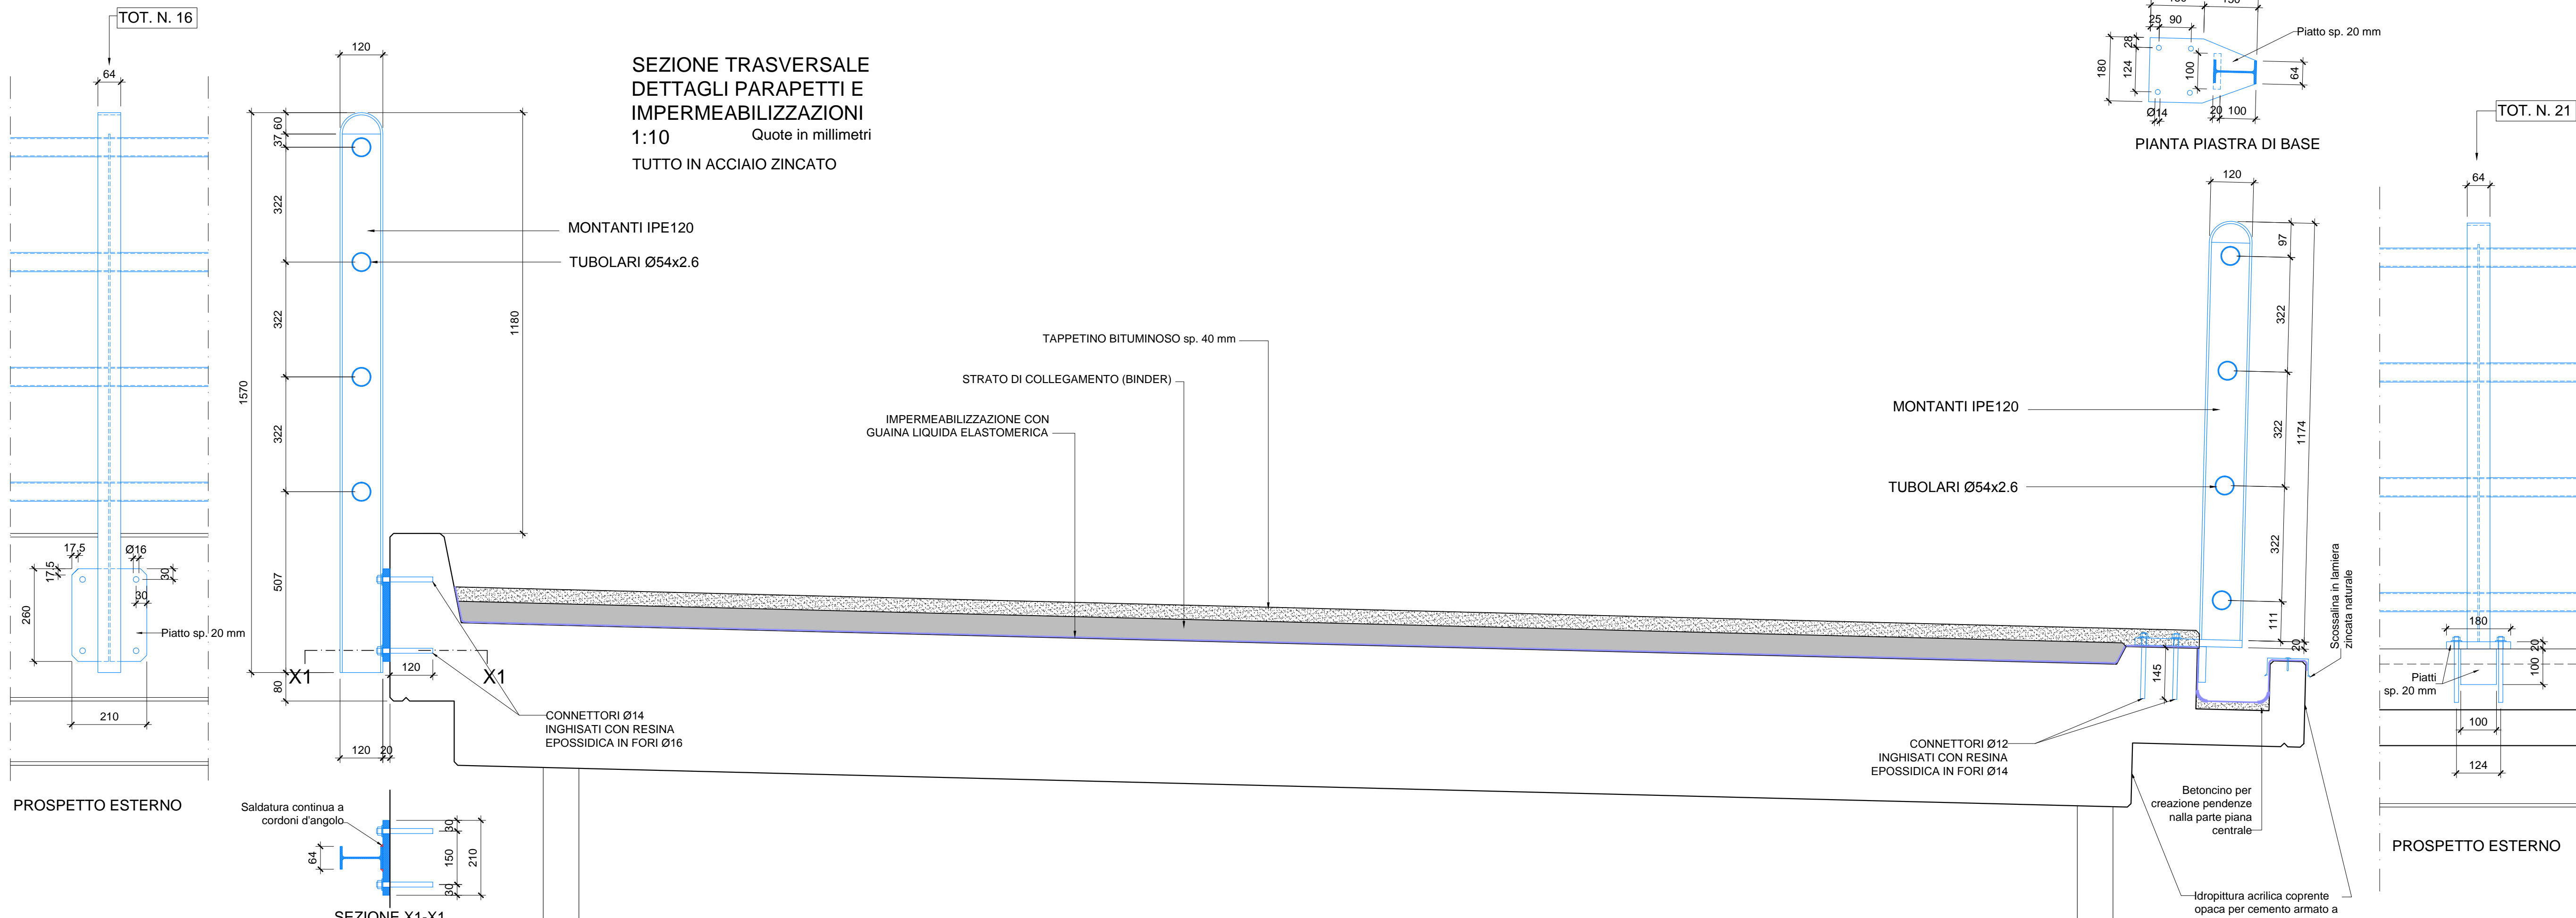 TOT. N. 16
64
17.5
17.5
Ø16
30
30
260
Piatto sp. 20 mm
210
PROSPETTO ESTERNO
120
60
37
322
322
322
507
80
1570
1180
120
120
20
X1
X1
SEZIONE TRASVERSALE
DETTAGLI PARAPETTI E
IMPERMEABILIZZAZIONI
1:10
Quote in millimetri
TUTTO IN ACCIAIO ZINCATO
MONTANTI IPE120
TUBOLARI Ø54x2.6
CONNETTORI Ø14
INGHISATI CON RESINA
EPOSSIDICA IN FORI Ø16
Saldatura continua a
cordoni d'angolo
64
30
150
30
210
SEZIONE X1-X1
TAPPETINO BITUMINOSO sp. 40 mm
STRATO DI COLLEGAMENTO (BINDER)
IMPERMEABILIZZAZIONE CON
GUAINA LIQUIDA ELASTOMERICA
25
90
28
180
124
100
64
Ø14
20
100
Piatto sp. 20 mm
PIANTA PIASTRA DI BASE
120
97
322
322
322
111
20
1174
145
MONTANTI IPE120
TUBOLARI Ø54x2.6
CONNETTORI Ø12
INGHISATI CON RESINA
EPOSSIDICA IN FORI Ø14
Scossalina in lamiera
zincata naturale
Betoncino per
creazione pendenze
nalla parte piana
centrale
Idropittura acrilica coprente
opaca per cemento armato a
TOT. N. 21
64
180
20
100
Piatti
sp. 20 mm
100
124
PROSPETTO ESTERNO